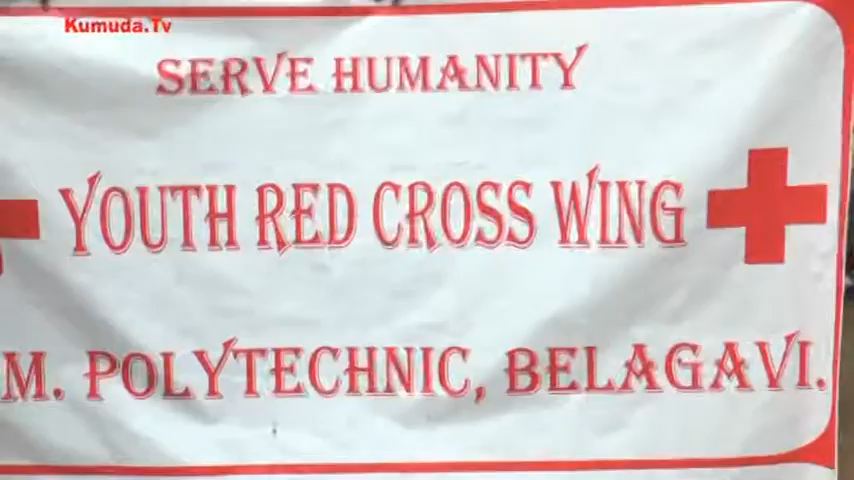 Kumuda.Tv
SERVE HUMANITY
YOUTH RED CROSS WING
M. POLYTECHNIC, BELAGAVI.